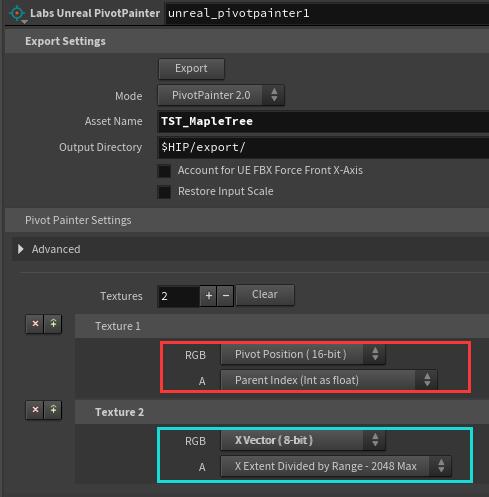 Labs Unreal PivotPainter unreal_pivotpainter1
Export Settings
Export
Mode PivotPainter 2.0
Asset Name TST_MapleTree
Output Directory $HIP/export/
Account for UE FBX Force Front X-Axis
Restore Input Scale
Pivot Painter Settings
Advanced
Textures 2 + - Clear
Texture 1
RGB Pivot Position ( 16-bit )
A Parent Index (Int as float)
Texture 2
RGB X Vector ( 8-bit )
A X Extent Divided by Range - 2048 Max